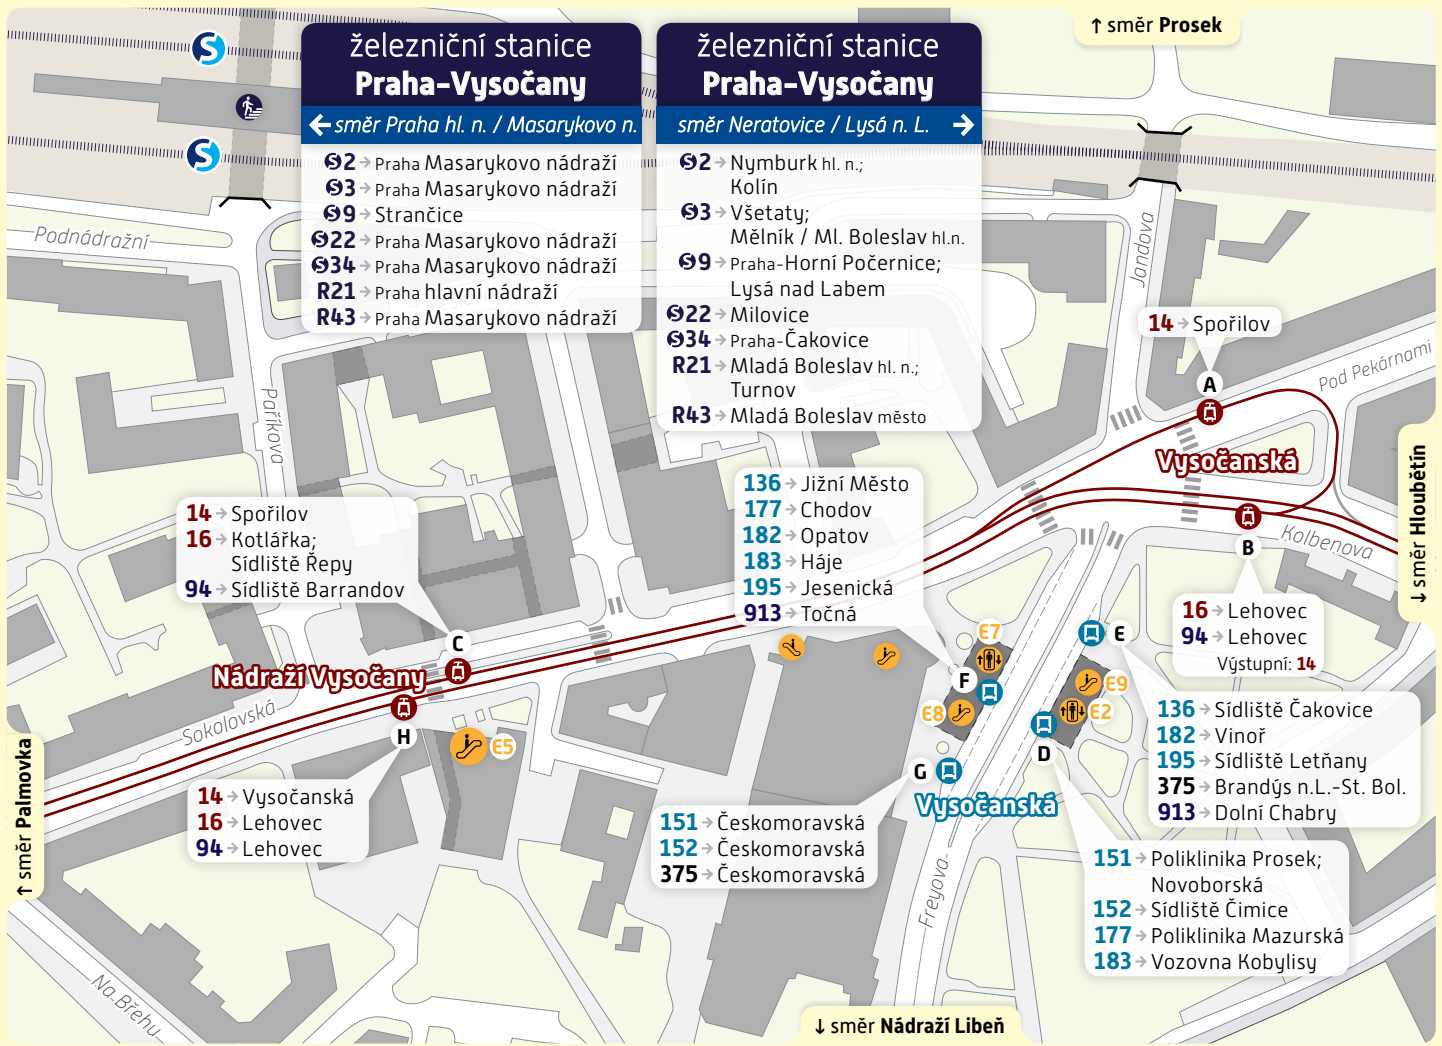 ↑ směr Prosek
železniční stanice
Praha-Vysočany
← směr Praha hl. n. / Masarykovo n.
S2 → Praha Masarykovo nádraží
S3 → Praha Masarykovo nádraží
S9 → Strančice
S22 → Praha Masarykovo nádraží
S34 → Praha Masarykovo nádraží
R21 → Praha hlavní nádraží
R43 → Praha Masarykovo nádraží
železniční stanice
Praha-Vysočany
směr Neratovice / Lysá n. L. →
S2 → Nymburk hl. n.;
Kolín
S3 → Všetaty;
Mělník / Ml. Boleslav hl.n.
S9 → Praha-Horní Počernice;
Lysá nad Labem
S22 → Milovice
S34 → Praha-Čakovice
R21 → Mladá Boleslav hl. n.;
Turnov
R43 → Mladá Boleslav město
S
S
Podnádražní
Jandova
Paříkova
14 → Spořilov
A
Pod Pekárnami
Vysočanská
↓ směr Hloubětín
B
Kolbenova
16 → Lehovec
94 → Lehovec
Výstupní: 14
136 → Jižní Město
177 → Chodov
182 → Opatov
183 → Háje
195 → Jesenická
913 → Točná
14 → Spořilov
16 → Kotlářka;
Sídliště Řepy
94 → Sídliště Barrandov
C
Nádraží Vysočany
Sokolovská
H
E5
E7
F
E8
E
E9
E2
D
G
Vysočanská
↑ směr Palmovka
14 → Vysočanská
16 → Lehovec
94 → Lehovec
151 → Českomoravská
152 → Českomoravská
375 → Českomoravská
136 → Sídliště Čakovice
182 → Vinoř
195 → Sídliště Letňany
375 → Brandýs n.L.-St. Bol.
913 → Dolní Chabry
151 → Poliklinika Prosek;
Novoborská
152 → Sídliště Čimice
177 → Poliklinika Mazurská
183 → Vozovna Kobylisy
Freyova
Na Břehu
↓ směr Nádraží Libeň